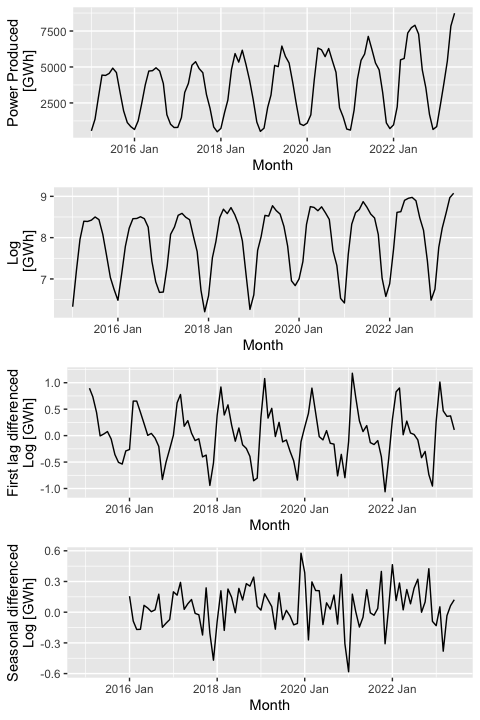 Power Produced
[GWh]
7500
5000
2500
2016 Jan 2018 Jan 2020 Jan 2022 Jan
Month
Log
[GWh]
9
8
7
2016 Jan 2018 Jan 2020 Jan 2022 Jan
Month
First lag differenced
Log [GWh]
1.0
0.5
0.0
-0.5
-1.0
2016 Jan 2018 Jan 2020 Jan 2022 Jan
Month
Seasonal differenced
Log [GWh]
0.6
0.3
0.0
-0.3
-0.6
2016 Jan 2018 Jan 2020 Jan 2022 Jan
Month